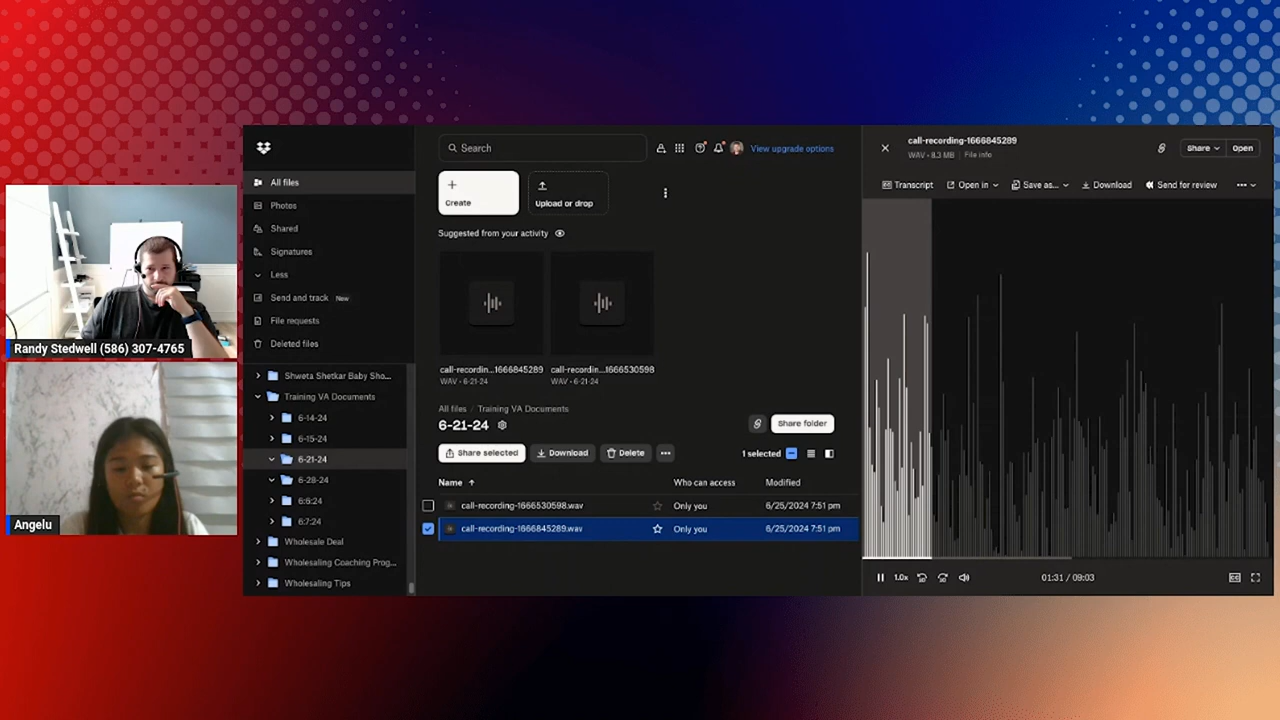 Randy Stedwell (586) 307-4765
Angelu
All files
Photos
Shared
Signatures
Less
Send and track New
File requests
Deleted files
Shweta Shetkar Baby Sho...
Training VA Documents
6-14-24
6-15-24
6-21-24
6-28-24
6:6:24
6:7:24
Wholesale Deal
Wholesaling Coaching Prog...
Wholesaling Tips
Search
View upgrade options
Create
Upload or drop
Suggested from your activity
call-recordin...1666845289
WAV • 6-21-24
call-recordin...1666530598
WAV • 6-21-24
All files / Training VA Documents
6-21-24
Share folder
Share selected
Download
Delete
1 selected
Name
Who can access
Modified
call-recording-1666530598.wav Only you 6/25/2024 7:51 pm
call-recording-1666845289.wav Only you 6/25/2024 7:51 pm
call-recording-1666845289
WAV • 8.3 MB File info
Share
Open
Transcript
Open in
Save as...
Download
Send for review
1.0x
01:31 / 09:03